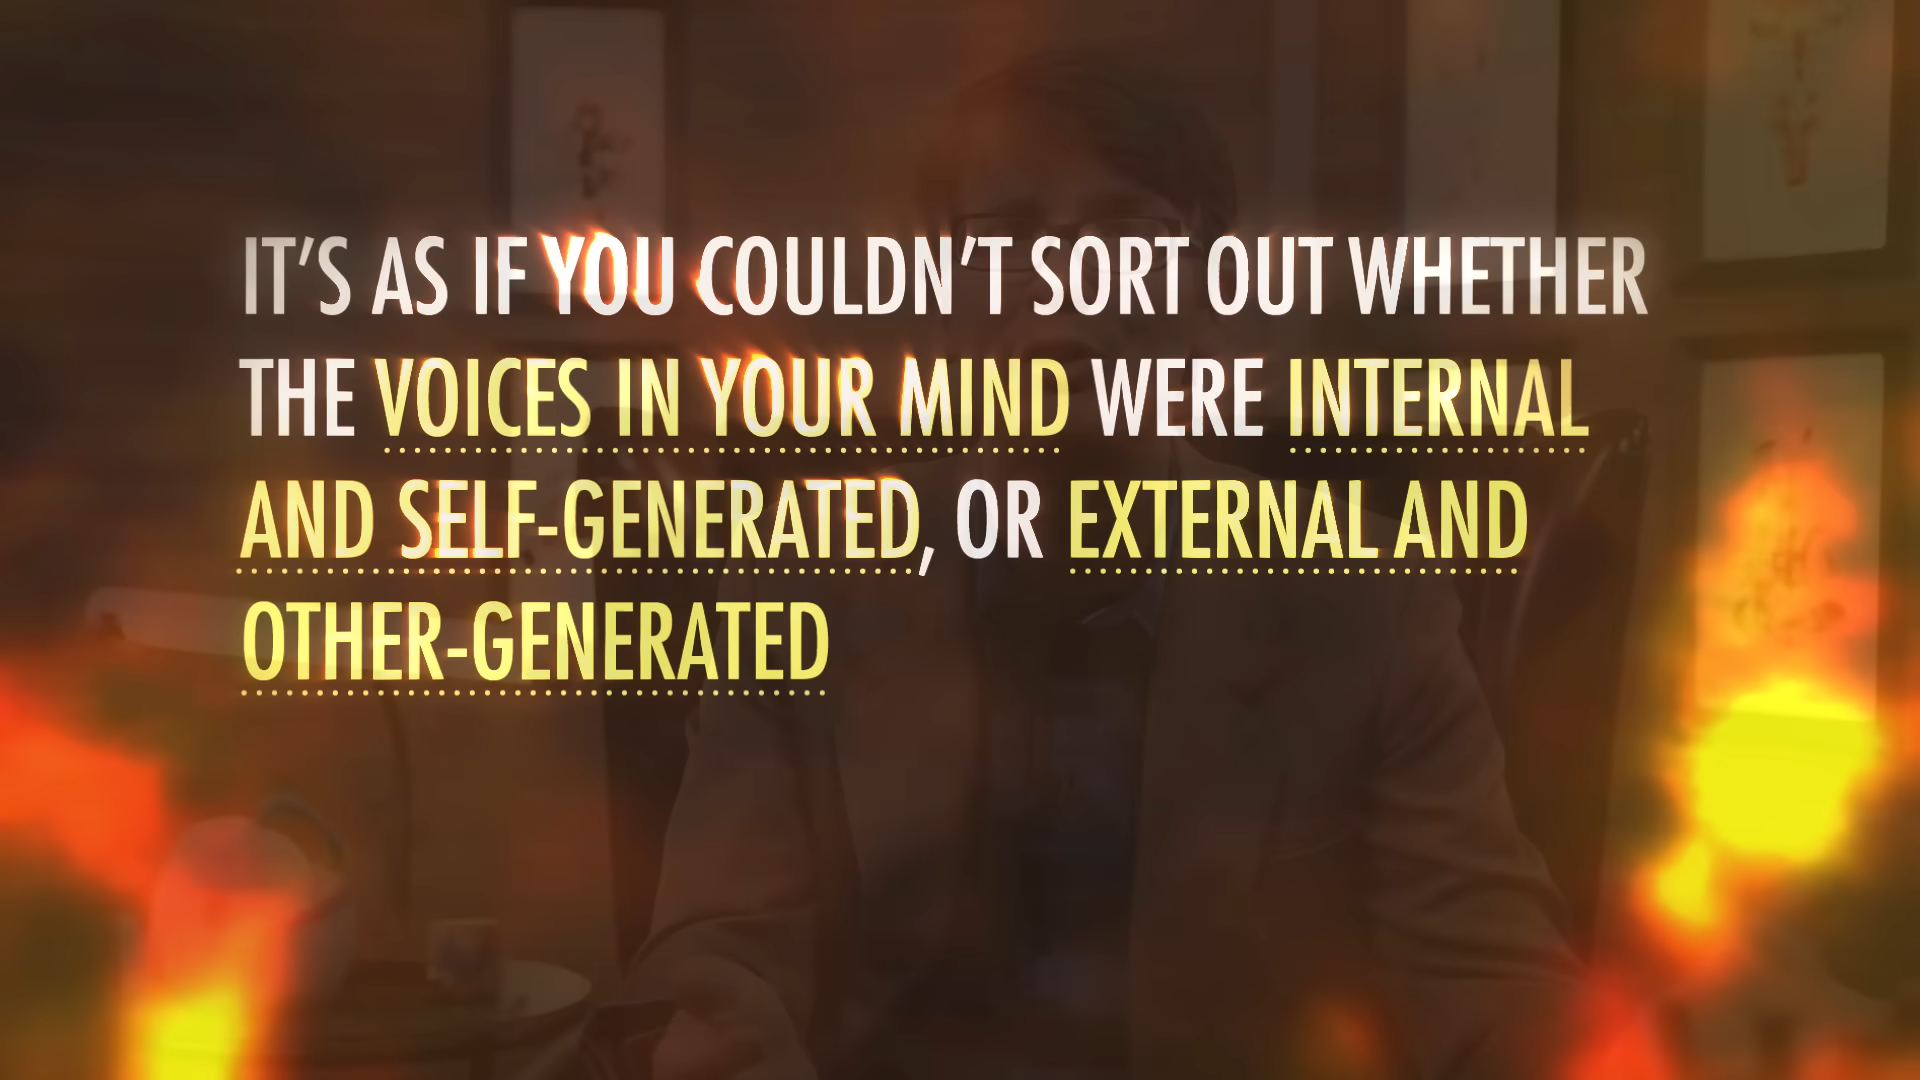 IT'S AS IF YOU COULDN'T SORT OUT WHETHER
THE VOICES IN YOUR MIND WERE INTERNAL
AND SELF-GENERATED, OR EXTERNAL AND
OTHER-GENERATED